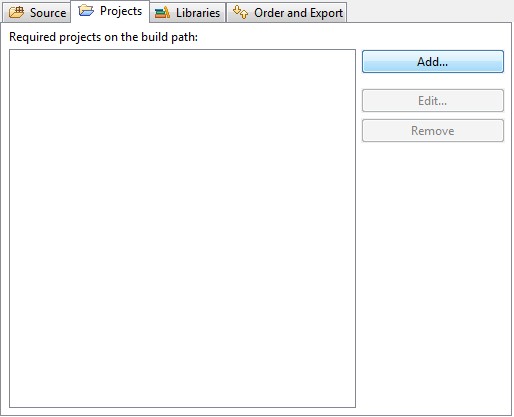 Source Projects Libraries Order and Export
Required projects on the build path:
Add...
Edit...
Remove